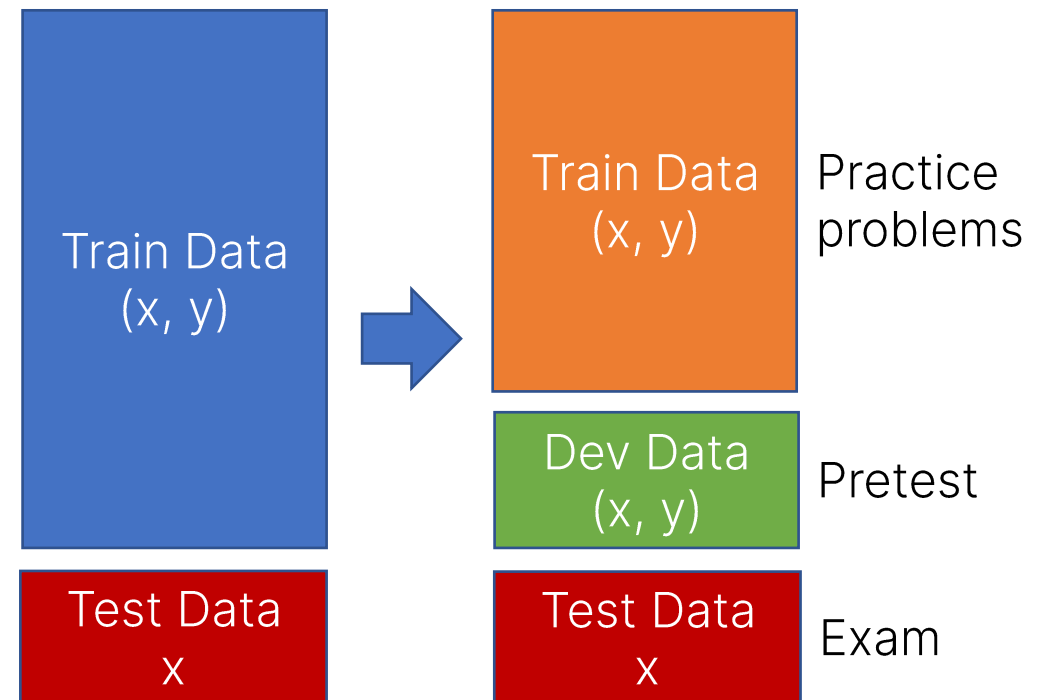 Train Data
(x, y)
Test Data
x
Train Data
(x, y)
Practice
problems
Dev Data
(x, y)
Pretest
Test Data
x
Exam